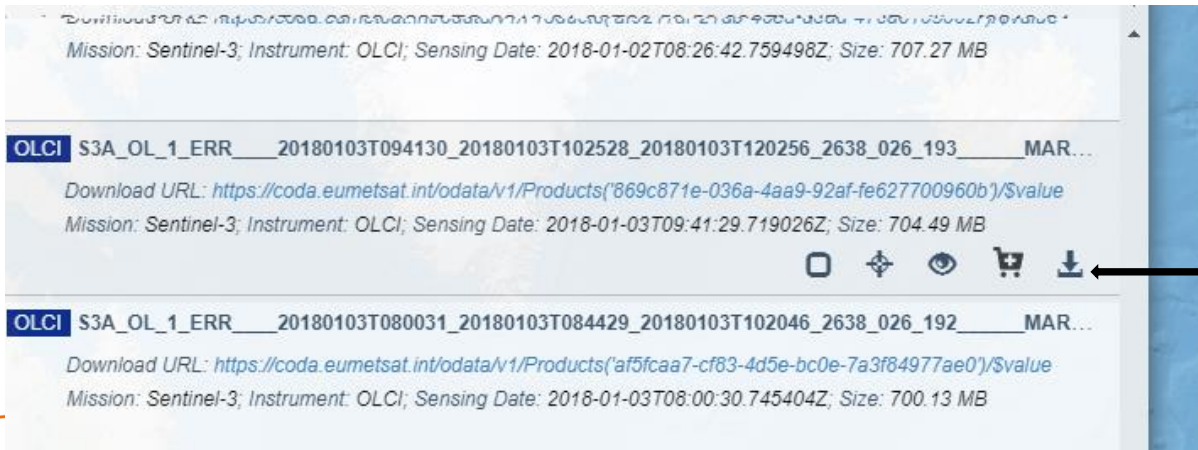 Mission: Sentinel-3; Instrument: OLCI; Sensing Date: 2018-01-02T08:26:42.759498Z; Size: 707.27 MB
OLCI S3A_OL_1_ERR____20180103T094130_20180103T102528_20180103T120256_2638_026_193______MAR...
Download URL: https://coda.eumetsat.int/odata/v1/Products('869c871e-036a-4aa9-92af-fe627700960b')/$value
Mission: Sentinel-3; Instrument: OLCI; Sensing Date: 2018-01-03T09:41:29.719026Z; Size: 704.49 MB
OLCI S3A_OL_1_ERR____20180103T080031_20180103T084429_20180103T102046_2638_026_192______MAR...
Download URL: https://coda.eumetsat.int/odata/v1/Products('af5fcaa7-cf83-4d5e-bc0e-7a3f84977ae0')/$value
Mission: Sentinel-3; Instrument: OLCI; Sensing Date: 2018-01-03T08:00:30.745404Z; Size: 700.13 MB